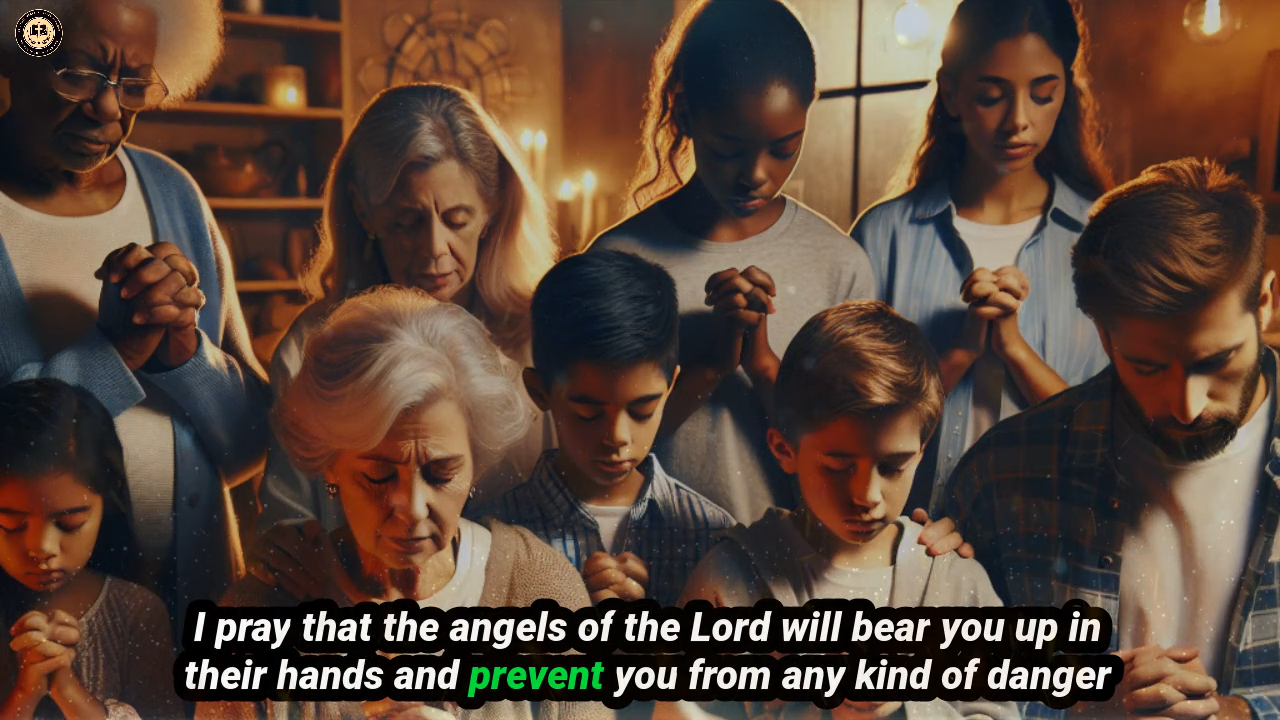 I pray that the angels of the Lord will bear you up in
their hands and prevent you from any kind of danger